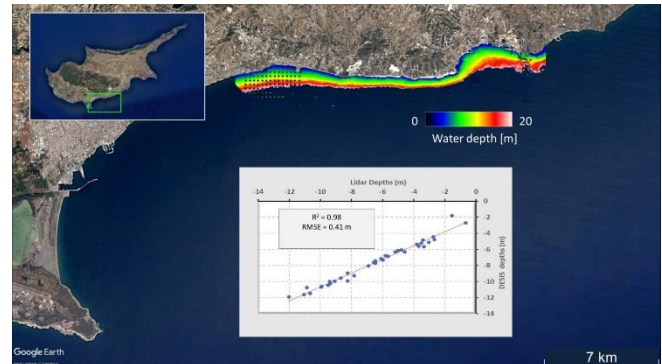 0
20
Water depth [m]
Lidar Depths (m)
-14
-12
-10
-8
-6
-4
-2
0
R² = 0.98
RMSE = 0.41 m
0
-2
-4
-6
-8
-10
-12
-14
DESIS depths (m)
Google Earth
7 km